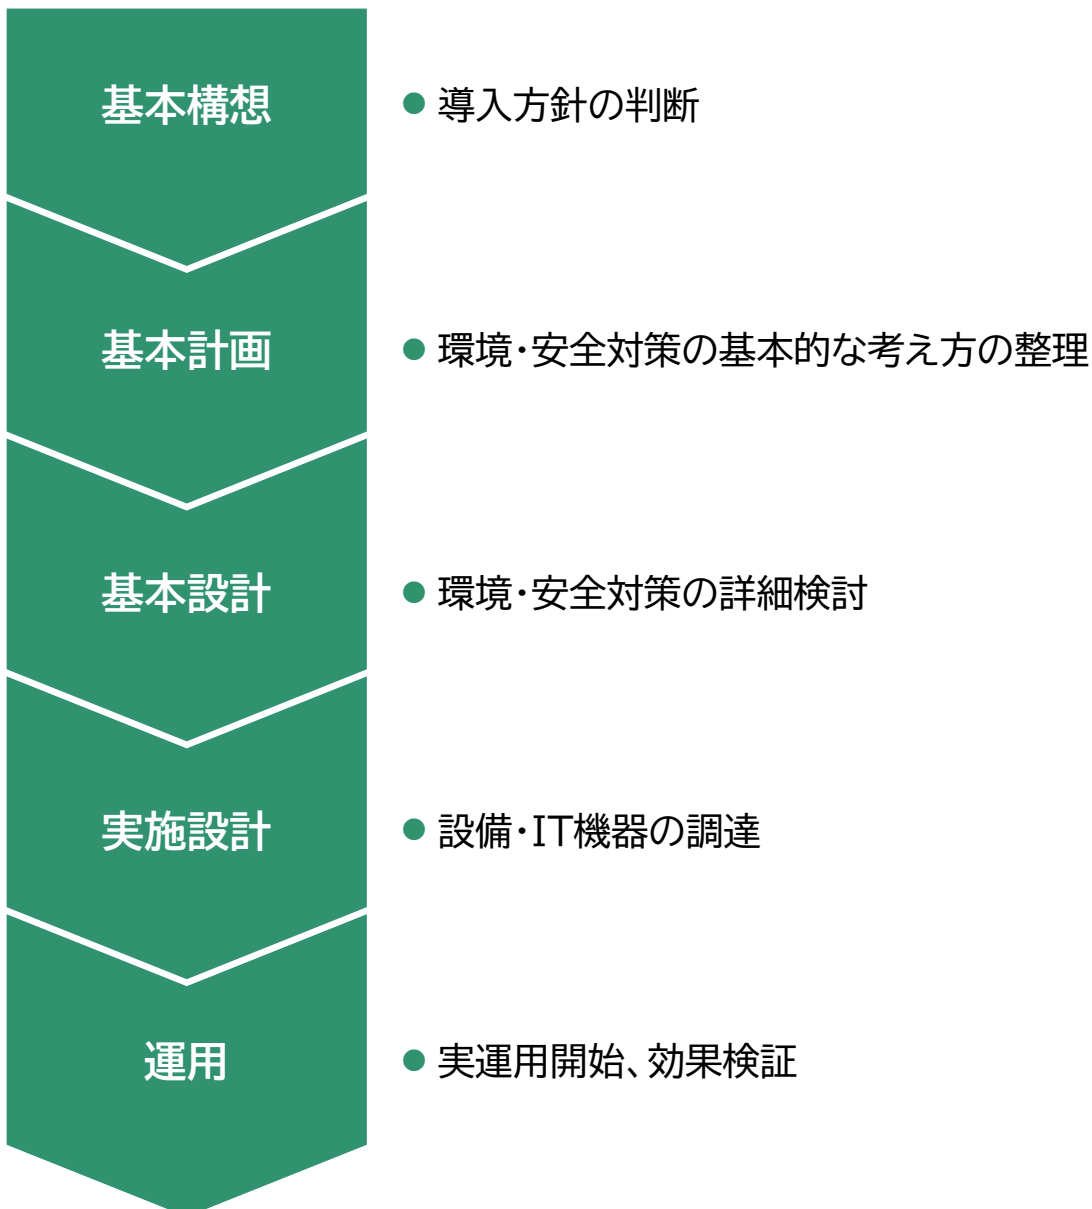 基本構想
● 導入方針の判断
基本計画
● 環境・安全対策の基本的な考え方の整理
基本設計
● 環境・安全対策の詳細検討
実施設計
● 設備・IT機器の調達
運用
● 実運用開始、効果検証